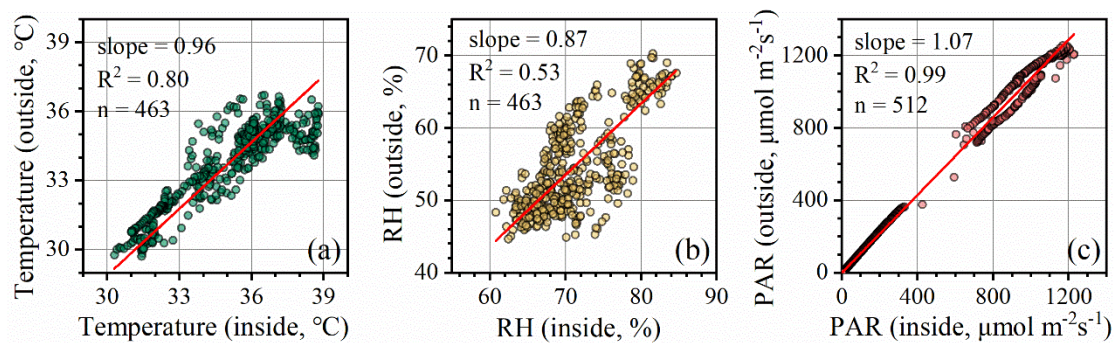 Temperature (outside, °C)
39
36
33
30
slope = 0.96
R² = 0.80
n = 463
(a)
30
33
36
39
Temperature (inside, °C)
RH (outside, %)
70
60
50
40
slope = 0.87
R² = 0.53
n = 463
(b)
60
70
80
90
RH (inside, %)
PAR (outside, μmol m⁻²s⁻¹)
1200
800
400
0
slope = 1.07
R² = 0.99
n = 512
(c)
0
400
800
1200
PAR (inside, μmol m⁻²s⁻¹)